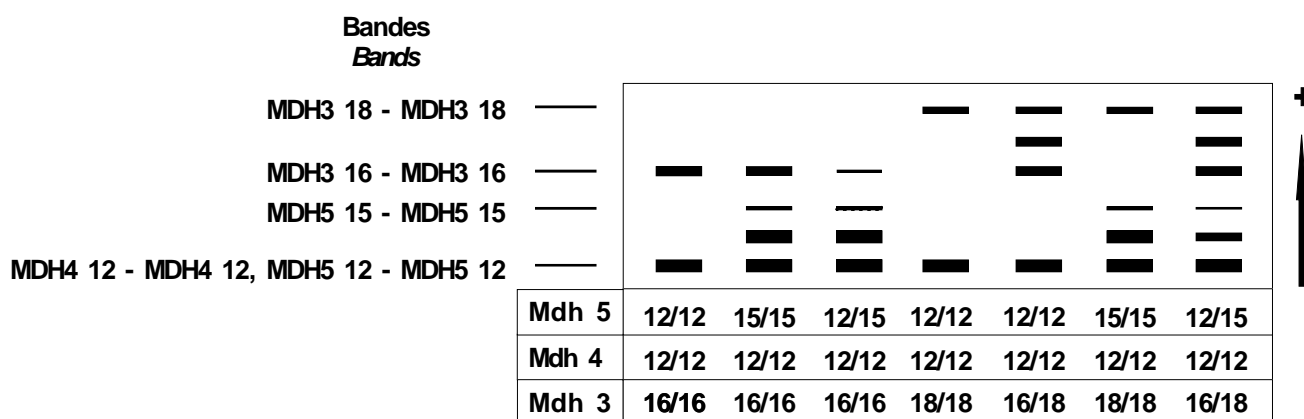 Bandes
Bands
MDH3 18 - MDH3 18
+
MDH3 16 - MDH3 16
MDH5 15 - MDH5 15
MDH4 12 - MDH4 12, MDH5 12 - MDH5 12
Mdh 5 12/12 15/15 12/15 12/12 12/12 15/15 12/15
Mdh 4 12/12 12/12 12/12 12/12 12/12 12/12 12/12
Mdh 3 16/16 16/16 16/16 18/18 16/18 18/18 16/18